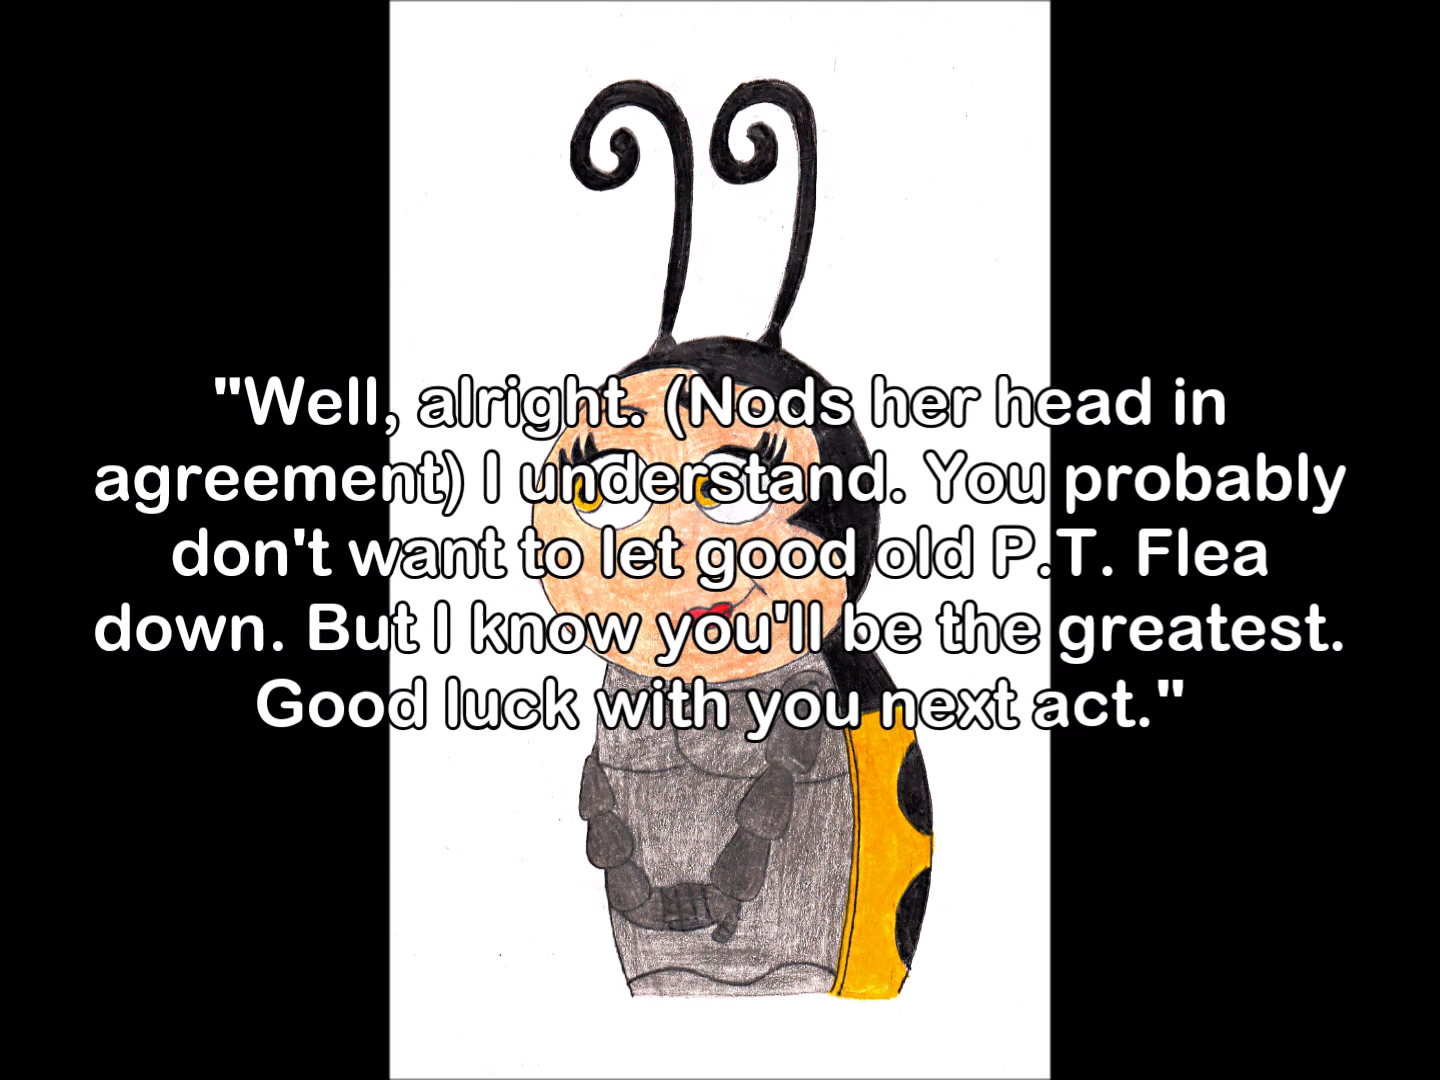 "Well, alright. (Nods her head in
agreement) I understand. You probably
don't want to let good old P.T. Flea
down. But I know you'll be the greatest.
Good luck with you next act."